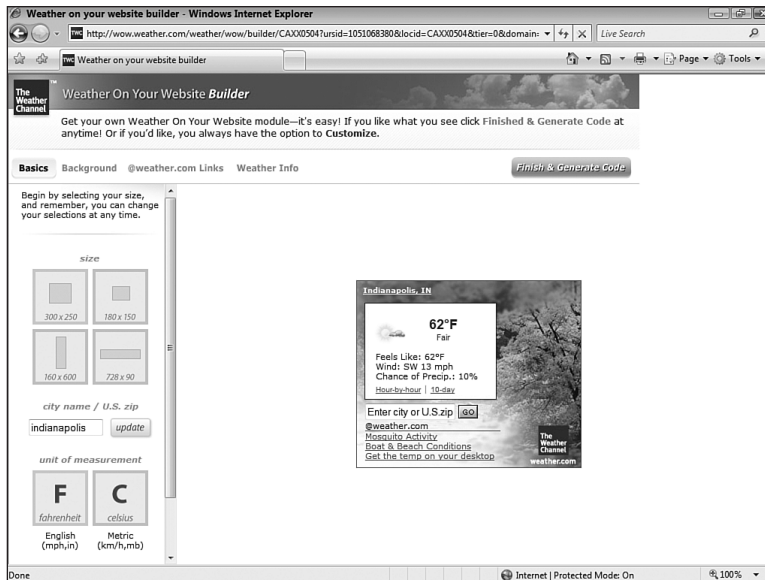 Weather on your website builder - Windows Internet Explorer
http://wow.weather.com/weather/wow/builder/CAXX0504?ursid=1051068380&locid=CAXX0504&tier=0&domain=
Live Search
TWC Weather on your website builder
Page Tools
The Weather Channel
Weather On Your Website Builder
Get your own Weather On Your Website module—it's easy! If you like what you see click Finished & Generate Code at
anytime! Or if you'd like, you always have the option to Customize.
Basics Background @weather.com Links Weather Info Finish & Generate Code
Begin by selecting your size,
and remember, you can change
your selections at any time.
size
300 x 250 180 x 150
160 x 600 728 x 90
city name / U.S. zip
indianapolis update
unit of measurement
F C
fahrenheit celsius
English Metric
(mph,in) (km/h,mb)
Indianapolis, IN
62°F
Fair
Feels Like: 62°F
Wind: SW 13 mph
Chance of Precip.: 10%
Hour-by-hour | 10-day
Enter city or U.S.zip GO
@weather.com
Mosquito Activity
Boat & Beach Conditions
Get the temp on your desktop
The
Weather
Channel
weather.com
Done
Internet | Protected Mode: On
100%